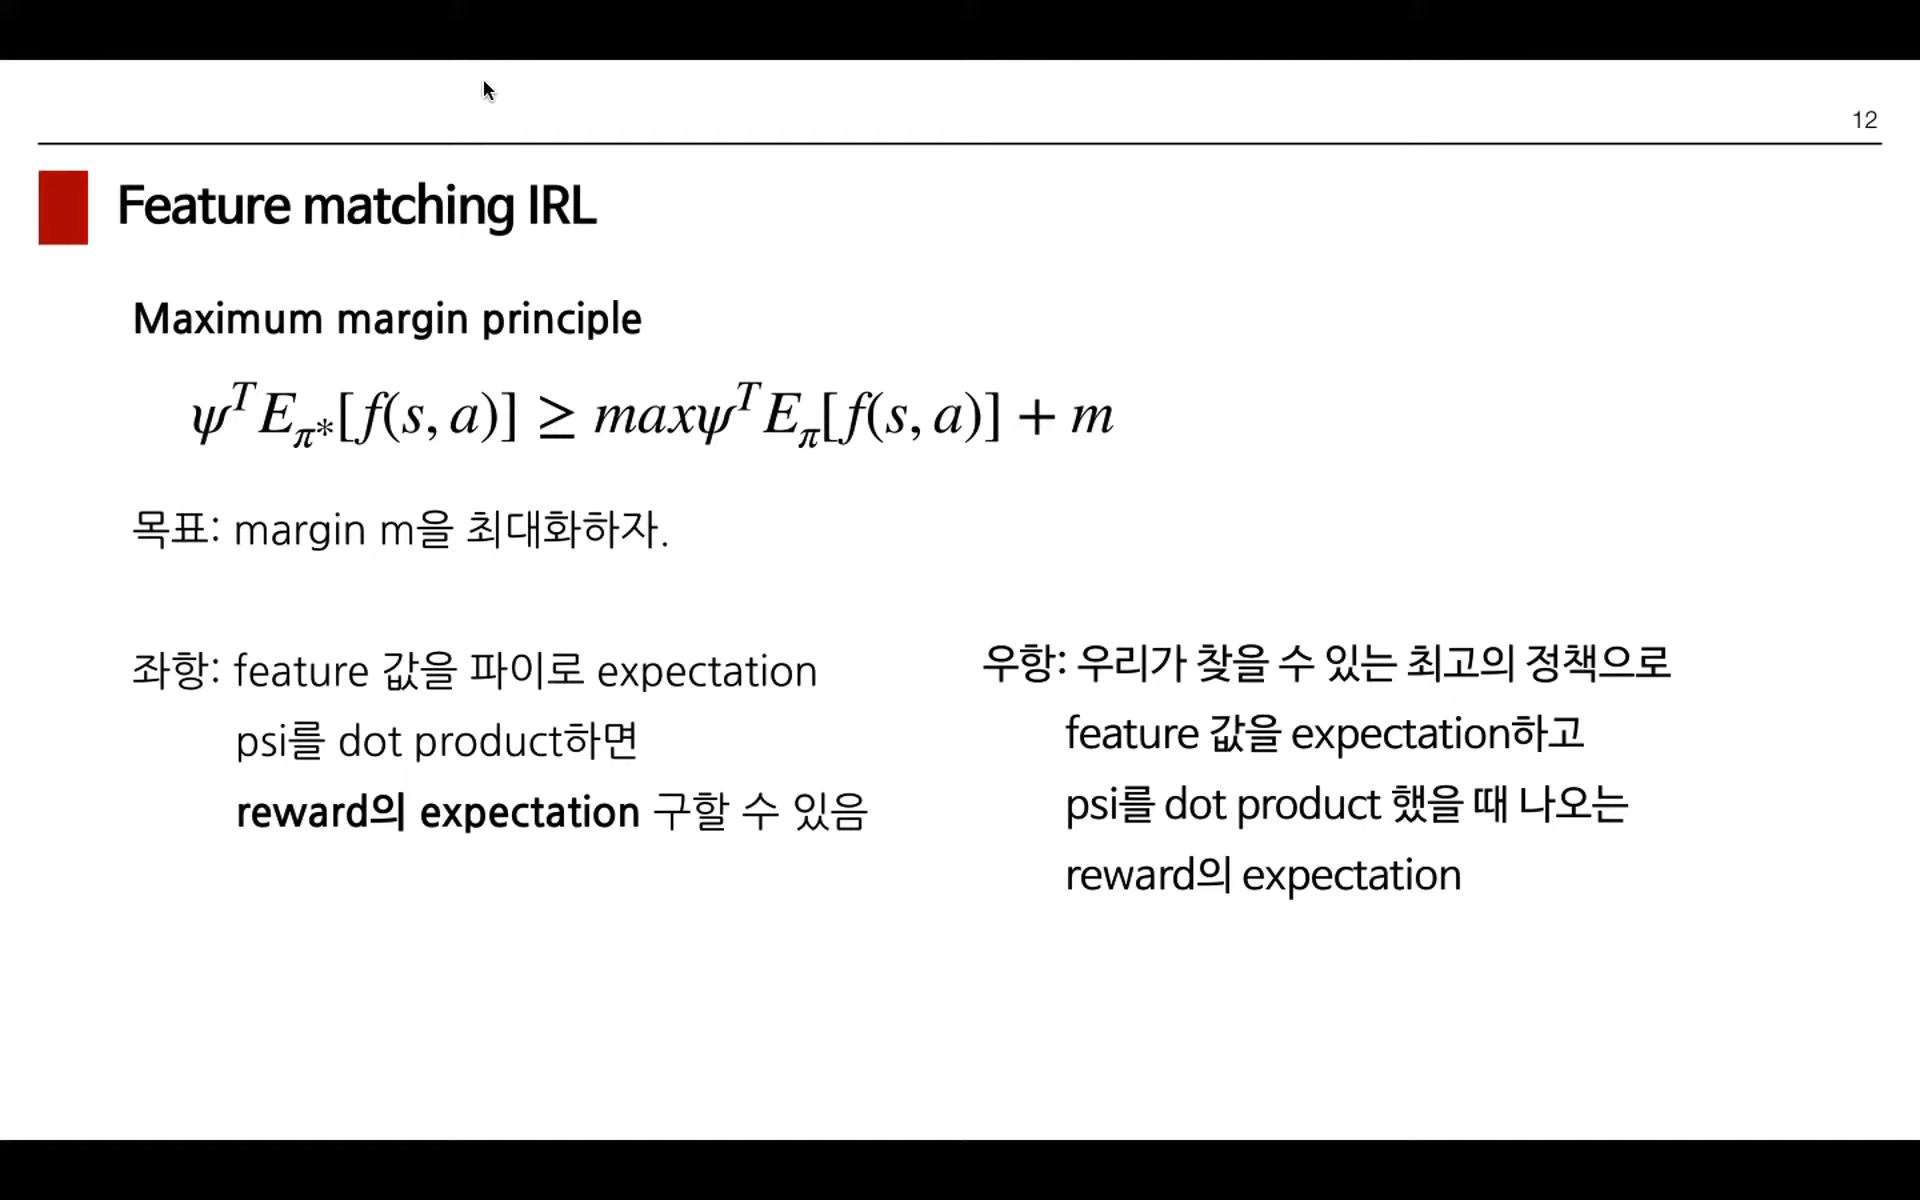 12
Feature matching IRL
Maximum margin principle
ψ^T E_{π*}[f(s, a)] ≥ maxψ^T E_π[f(s, a)] + m
목표: margin m을 최대화하자.
좌항: feature 값을 파이로 expectation
psi를 dot product하면
reward의 expectation 구할 수 있음
우항: 우리가 찾을 수 있는 최고의 정책으로
feature 값을 expectation하고
psi를 dot product 했을 때 나오는
reward의 expectation